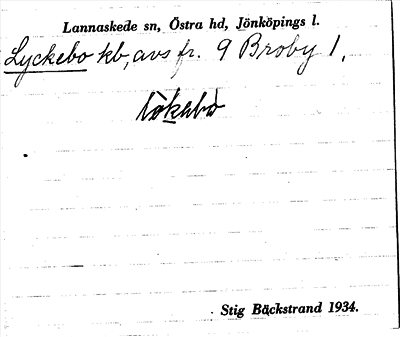 Lannaskede sn, Östra hd, Jönköpings l.
Lyckebo kb, avs fr. 9 Broby 1.
Stig Bäckstrand 1934.